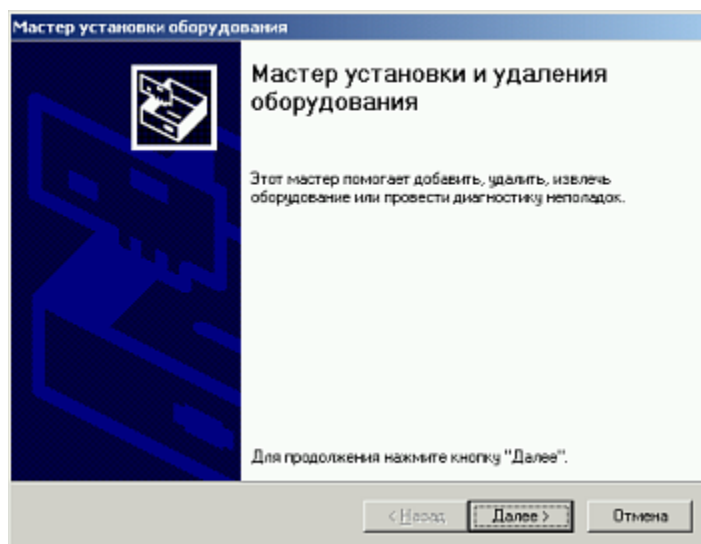 Мастер установки оборудования
Мастер установки и удаления
оборудования
Этот мастер помогает добавить, удалить, извлечь
оборудование или провести диагностику неполадок.
Для продолжения нажмите кнопку "Далее".
< Назад
Далее >
Отмена